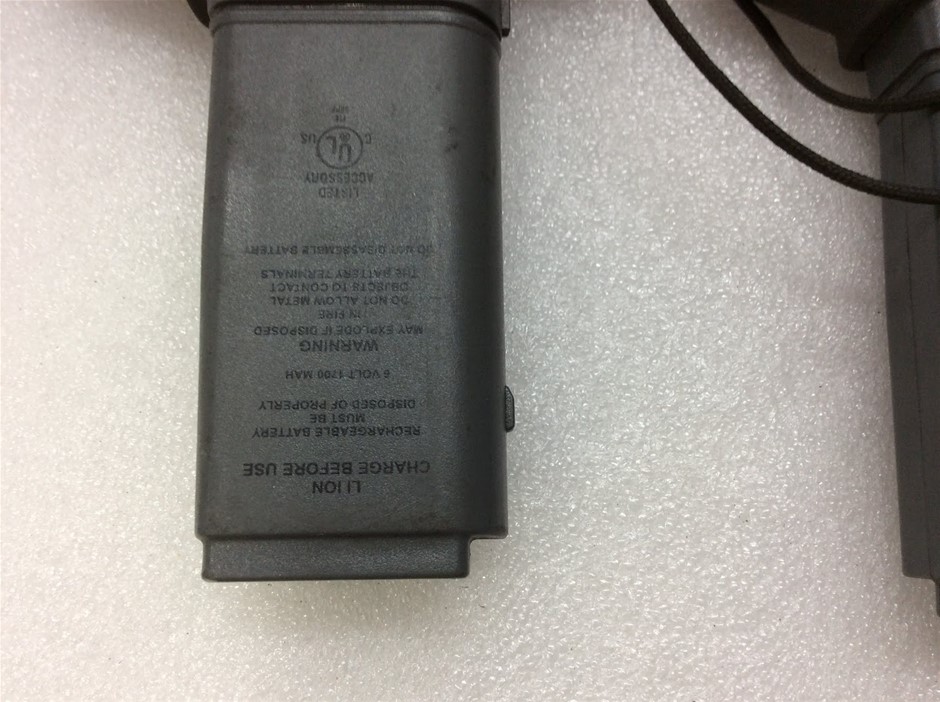 LI ION
CHARGE BEFORE USE
RECHARGEABLE BATTERY
MUST BE
DISPOSED OF PROPERLY
6 VOLT 1700 MAH
WARNING
MAY EXPLODE IF DISPOSED
IN FIRE
DO NOT ALLOW METAL
OBJECTS TO CONTACT
THE BATTERY TERMINALS
DO NOT DISASSEMBLE BATTERY
LISTED
ACCESSORY
C UL US